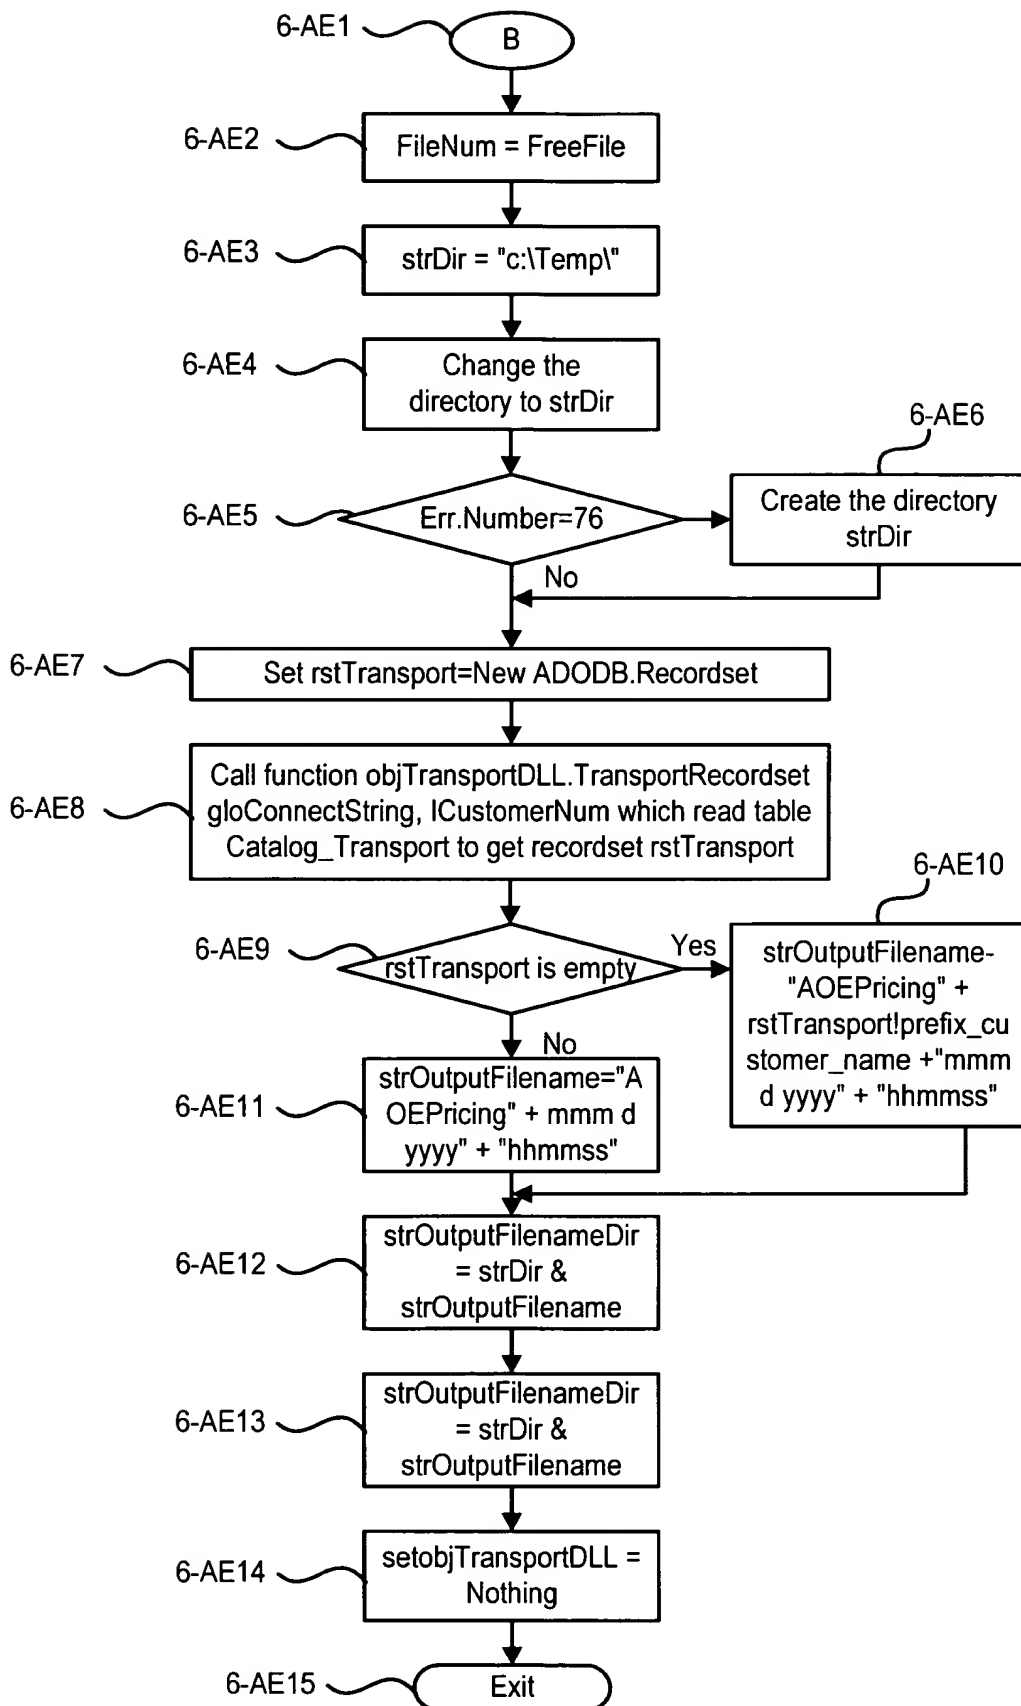 6-AE1
B
6-AE2
FileNum = FreeFile
6-AE3
strDir = "c:\Temp\"
6-AE4
Change the
directory to strDir
6-AE6
Create the directory
strDir
6-AE5
Err.Number=76
No
6-AE7
Set rstTransport=New ADODB.Recordset
6-AE8
Call function objTransportDLL.TransportRecordset
gloConnectString, lCustomerNum which read table
Catalog_Transport to get recordset rstTransport
6-AE10
6-AE9
rstTransport is empty
Yes
strOutputFilename-
"AOEPricing" +
rstTransport!prefix_cu
stomer_name +"mmm
d yyyy" + "hhmmss"
No
6-AE11
strOutputFilename="A
OEPricing" + mmm d
yyyy" + "hhmmss"
6-AE12
strOutputFilenameDir
= strDir &
strOutputFilename
6-AE13
strOutputFilenameDir
= strDir &
strOutputFilename
6-AE14
setobjTransportDLL =
Nothing
6-AE15
Exit